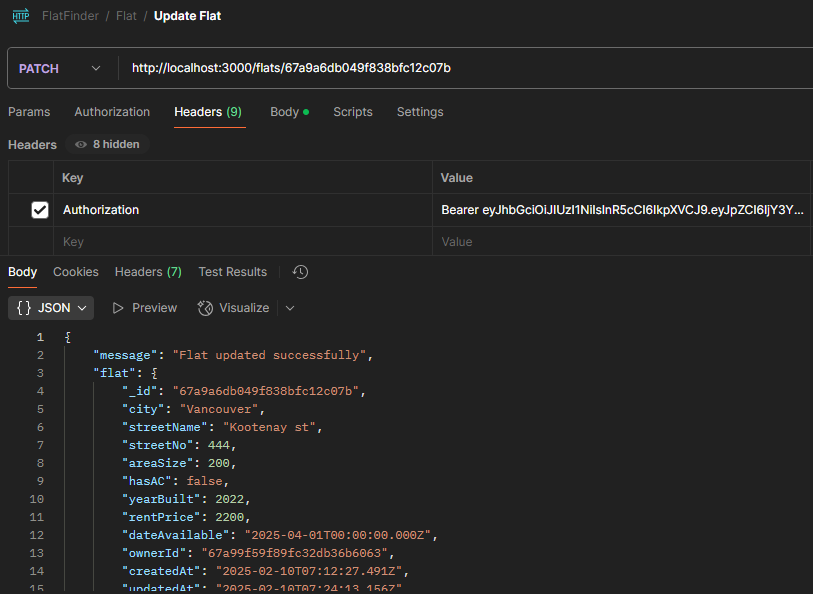 HTTP FlatFinder / Flat / Update Flat
PATCH http://localhost:3000/flats/67a9a6db049f838bfc12c07b
Params Authorization Headers (9) Body Scripts Settings
Headers 8 hidden
Key Value
Authorization Bearer eyJhbGciOiJIUzI1NiIsInR5cCI6IkpXVCJ9.eyJpZCI6IjY3Y...
Key Value
Body Cookies Headers (7) Test Results
{} JSON Preview Visualize
1 {
2 "message": "Flat updated successfully",
3 "flat": {
4 "_id": "67a9a6db049f838bfc12c07b",
5 "city": "Vancouver",
6 "streetName": "Kootenay st",
7 "streetNo": 444,
8 "areaSize": 200,
9 "hasAC": false,
10 "yearBuilt": 2022,
11 "rentPrice": 2200,
12 "dateAvailable": "2025-04-01T00:00:00.000Z",
13 "ownerId": "67a99f59f89fc32db36b6063",
14 "createdAt": "2025-02-10T07:12:27.491Z",
15 "updatedAt": "2025-02-10T07:24:13.156Z"